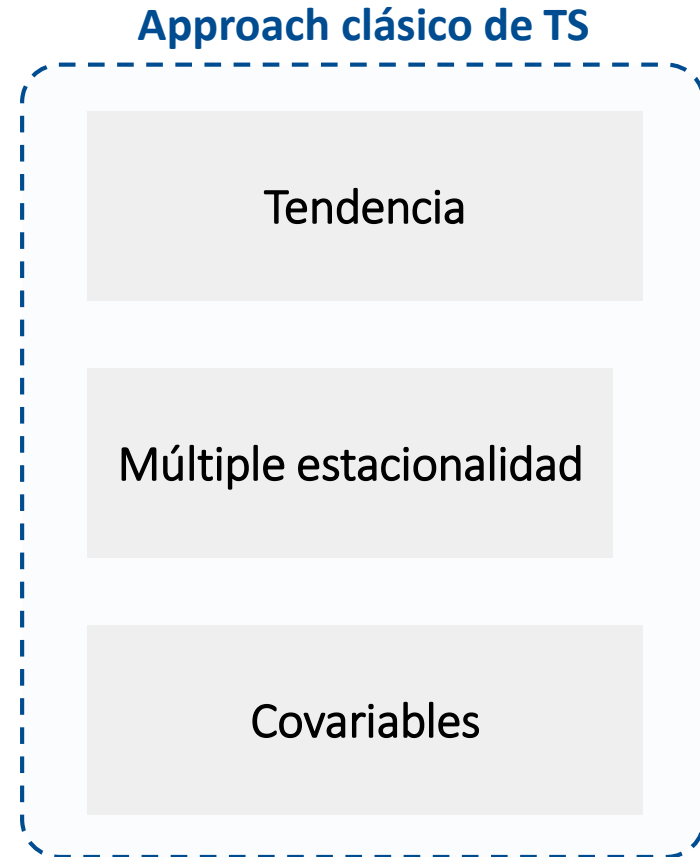 Approach clásico de TS
Tendencia
Múltiple estacionalidad
Covariables